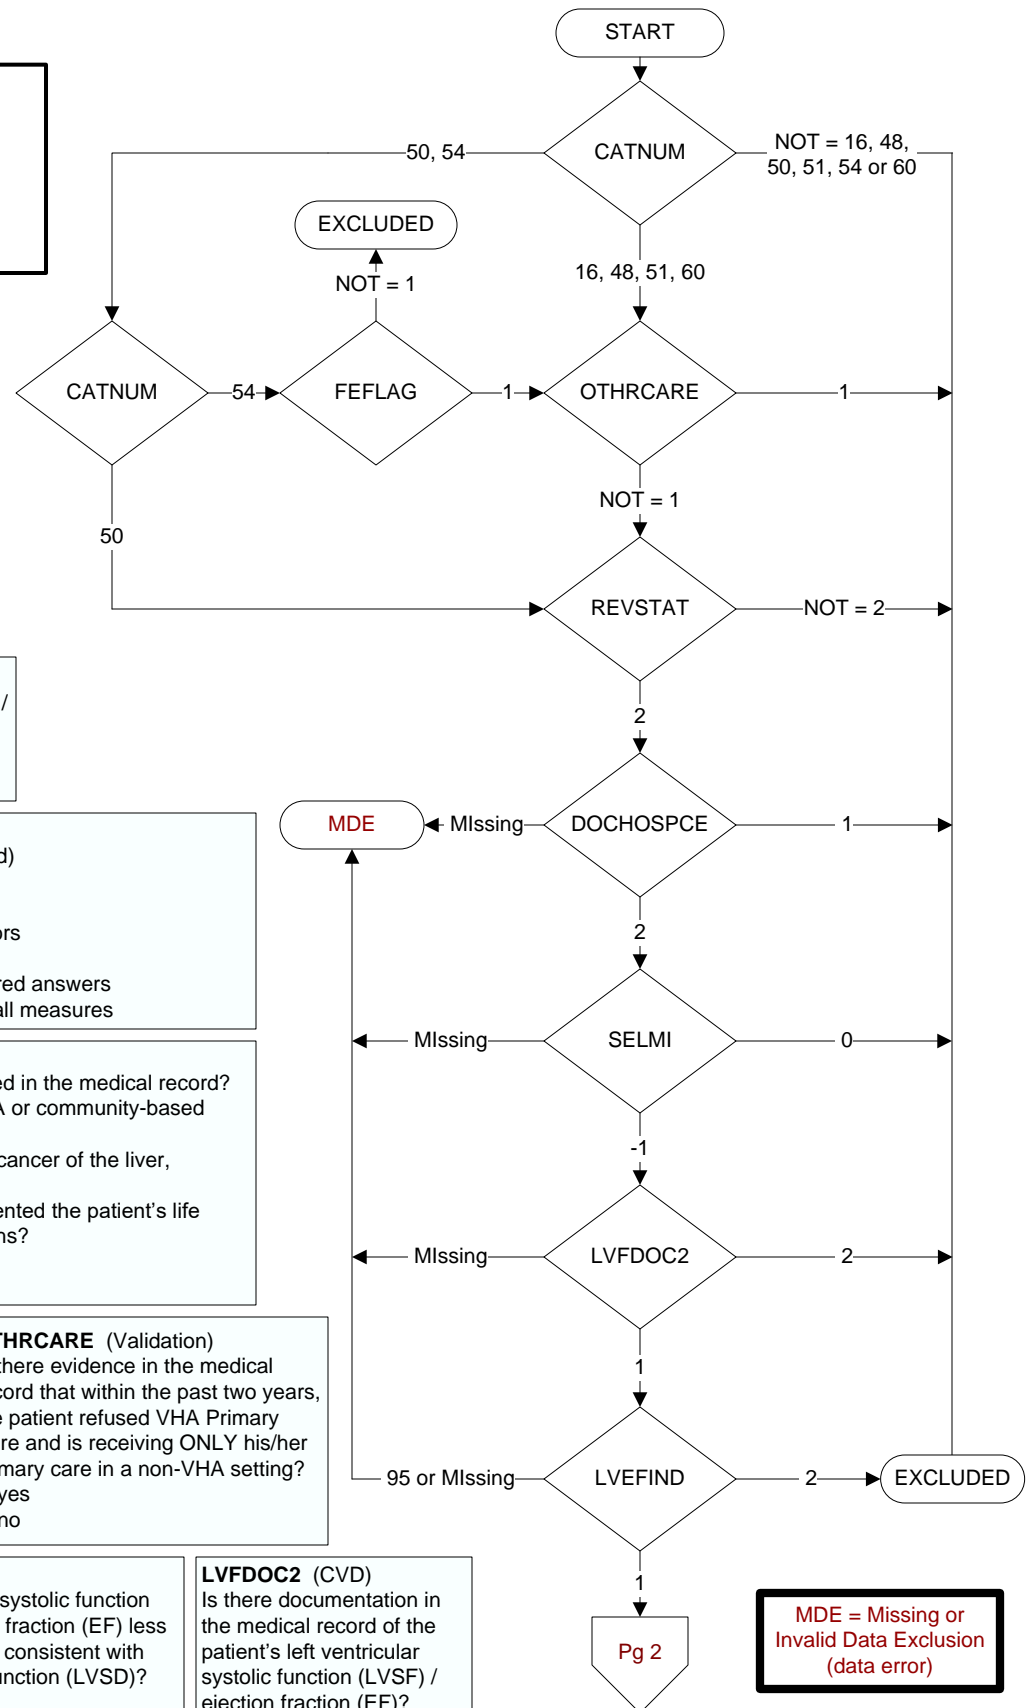 START
CATNUM
50, 54
NOT = 16, 48,
50, 51, 54 or 60
EXCLUDED
NOT = 1
16, 48, 51, 60
CATNUM
54
FEFLAG
1
OTHRCARE
1
NOT = 1
50
REVSTAT
NOT = 2
2
/
MDE
MIssing
DOCHOSPCE
1
d)
ors
red answers
all measures
2
MIssing
SELMI
0
ed in the medical record?
A or community-based
cancer of the liver,
ented the patient's life
ns?
-1
MIssing
LVFDOC2
2
1
THRCARE (Validation)
there evidence in the medical
cord that within the past two years,
e patient refused VHA Primary
are and is receiving ONLY his/her
mary care in a non-VHA setting?
yes
no
95 or MIssing
LVEFIND
2
EXCLUDED
1
systolic function
fraction (EF) less
consistent with
unction (LVSD)?
LVFDOC2 (CVD)
Is there documentation in
the medical record of the
patient's left ventricular
systolic function (LVSF) /
ejection fraction (EF)?
Pg 2
MDE = Missing or
Invalid Data Exclusion
(data error)